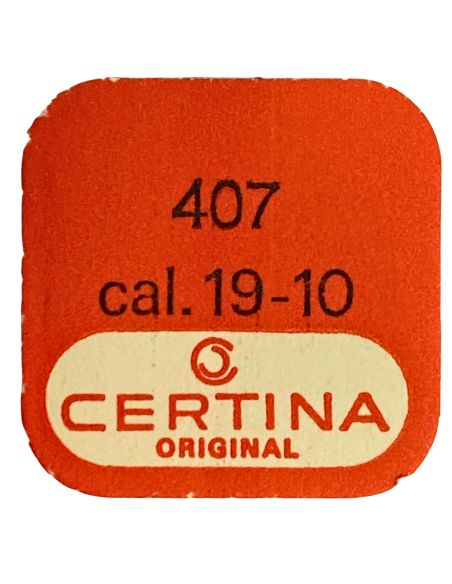 407
cal. 19-10
CERTINA
ORIGINAL